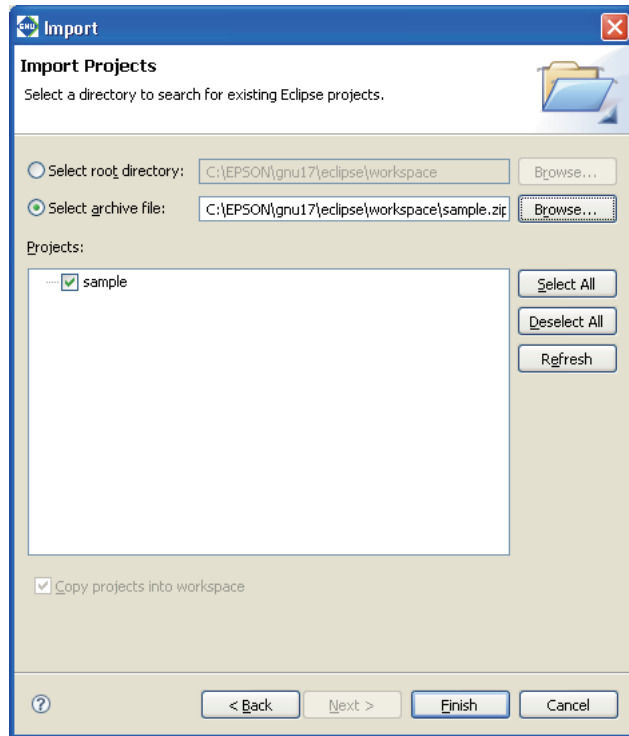 GNU Import
Import Projects
Select a directory to search for existing Eclipse projects.
Select root directory: C:\EPSON\gnu17\eclipse\workspace Browse...
Select archive file: C:\EPSON\gnu17\eclipse\workspace\sample.zip Browse...
Projects:
sample
Select All
Deselect All
Refresh
Copy projects into workspace
? < Back Next > Finish Cancel